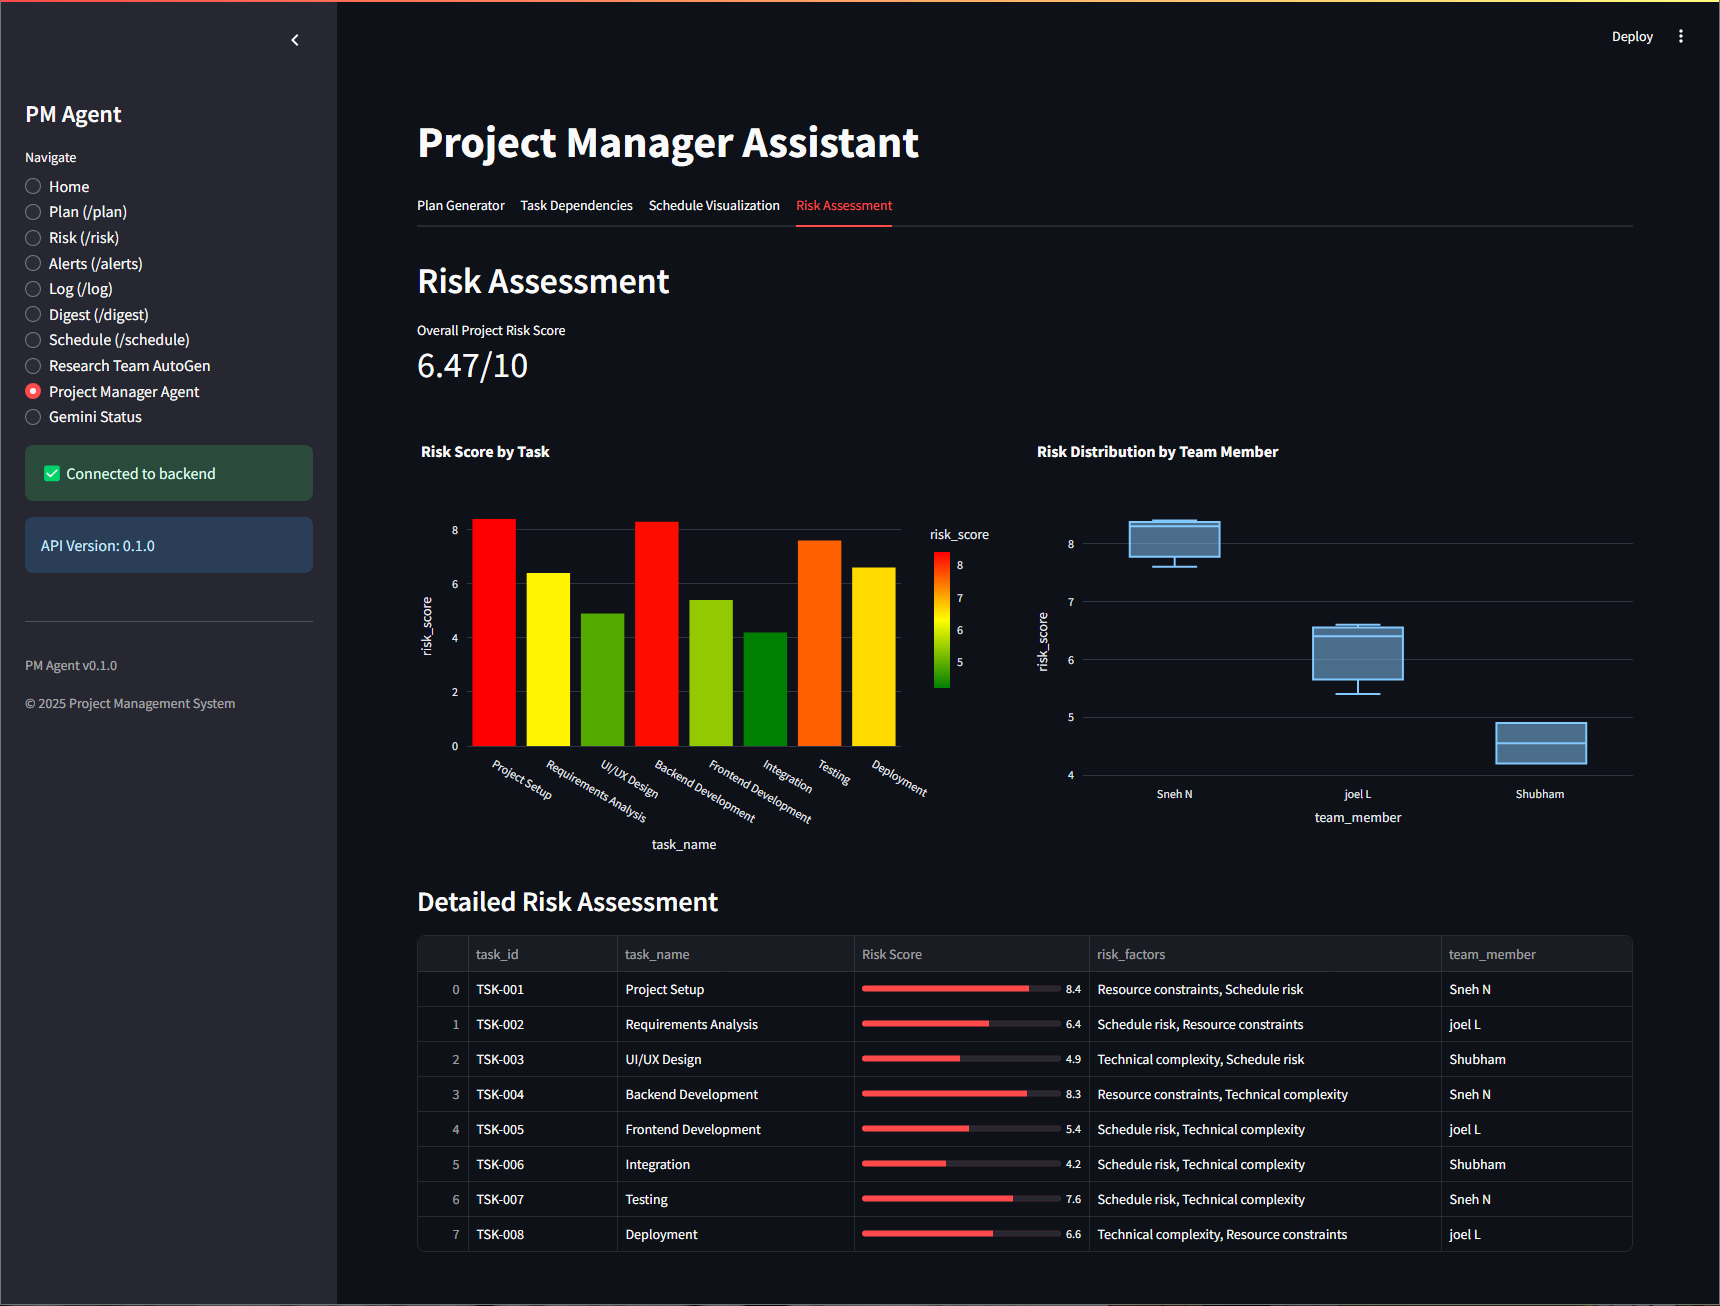 Deploy
PM Agent
Navigate
Home
Plan (/plan)
Risk (/risk)
Alerts (/alerts)
Log (/log)
Digest (/digest)
Schedule (/schedule)
Research Team AutoGen
Project Manager Agent
Gemini Status
✅ Connected to backend
API Version: 0.1.0
PM Agent v0.1.0
© 2025 Project Management System
Project Manager Assistant
Plan Generator Task Dependencies Schedule Visualization Risk Assessment
Risk Assessment
Overall Project Risk Score
6.47/10
Risk Score by Task
8
6
4
2
0
risk_score
Project Setup
Requirements Analysis
UI/UX Design
Backend Development
Frontend Development
Integration
Testing
Deployment
task_name
risk_score
8
7
6
5
Risk Distribution by Team Member
8
7
6
5
4
risk_score
Sneh N joel L Shubham
team_member
Detailed Risk Assessment
task_id task_name Risk Score risk_factors team_member
0 TSK-001 Project Setup 8.4 Resource constraints, Schedule risk Sneh N
1 TSK-002 Requirements Analysis 6.4 Schedule risk, Resource constraints joel L
2 TSK-003 UI/UX Design 4.9 Technical complexity, Schedule risk Shubham
3 TSK-004 Backend Development 8.3 Resource constraints, Technical complexity Sneh N
4 TSK-005 Frontend Development 5.4 Schedule risk, Technical complexity joel L
5 TSK-006 Integration 4.2 Schedule risk, Technical complexity Shubham
6 TSK-007 Testing 7.6 Schedule risk, Technical complexity Sneh N
7 TSK-008 Deployment 6.6 Technical complexity, Resource constraints joel L